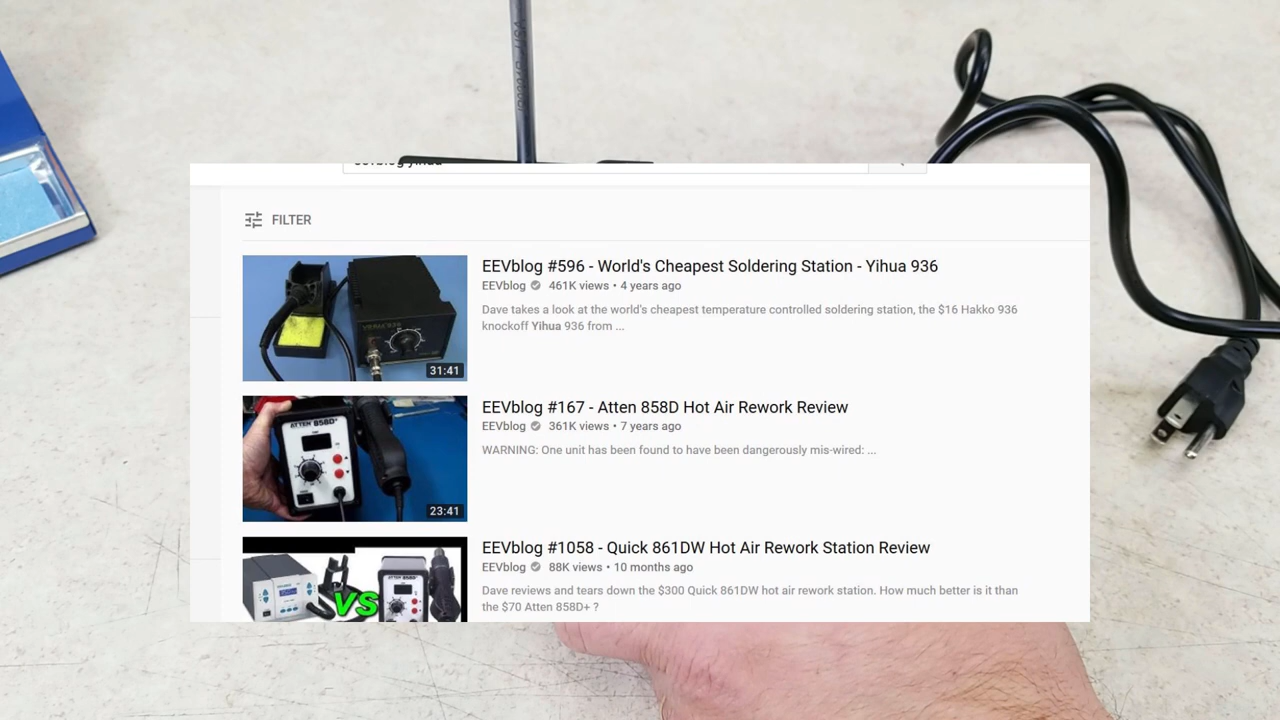 eevblog yihua
FILTER
EEVblog #596 - World's Cheapest Soldering Station - Yihua 936
EEVblog 461K views • 4 years ago
Dave takes a look at the world's cheapest temperature controlled soldering station, the $16 Hakko 936
knockoff Yihua 936 from ...
31:41
EEVblog #167 - Atten 858D Hot Air Rework Review
EEVblog 361K views • 7 years ago
WARNING: One unit has been found to have been dangerously mis-wired: ...
ATTEN 858D+
23:41
EEVblog #1058 - Quick 861DW Hot Air Rework Station Review
EEVblog 88K views • 10 months ago
Dave reviews and tears down the $300 Quick 861DW hot air rework station. How much better is it than
the $70 Atten 858D+ ?
VS